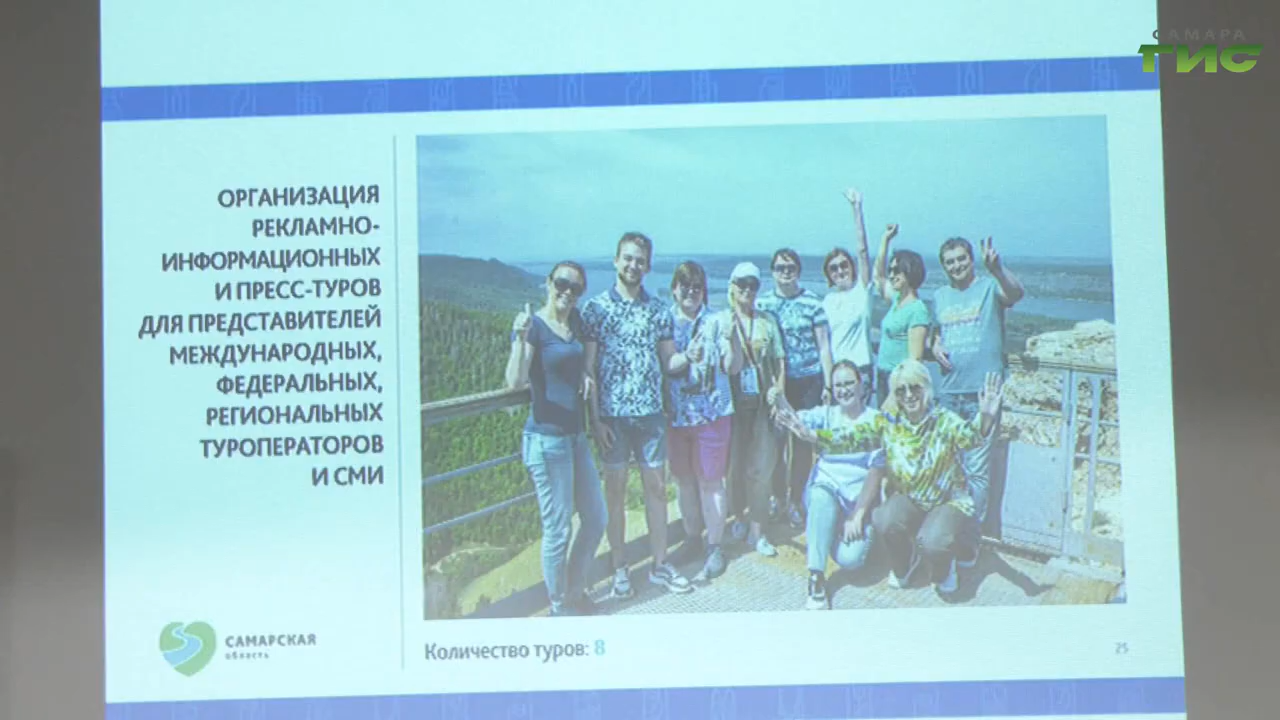 САМАРА
ГИС
ОРГАНИЗАЦИЯ
РЕКЛАМНО-
ИНФОРМАЦИОННЫХ
И ПРЕСС-ТУРОВ
ДЛЯ ПРЕДСТАВИТЕЛЕЙ
МЕЖДУНАРОДНЫХ,
ФЕДЕРАЛЬНЫХ,
РЕГИОНАЛЬНЫХ
ТУРОПЕРАТОРОВ
И СМИ
САМАРСКАЯ
область
Количество туров: 8
25